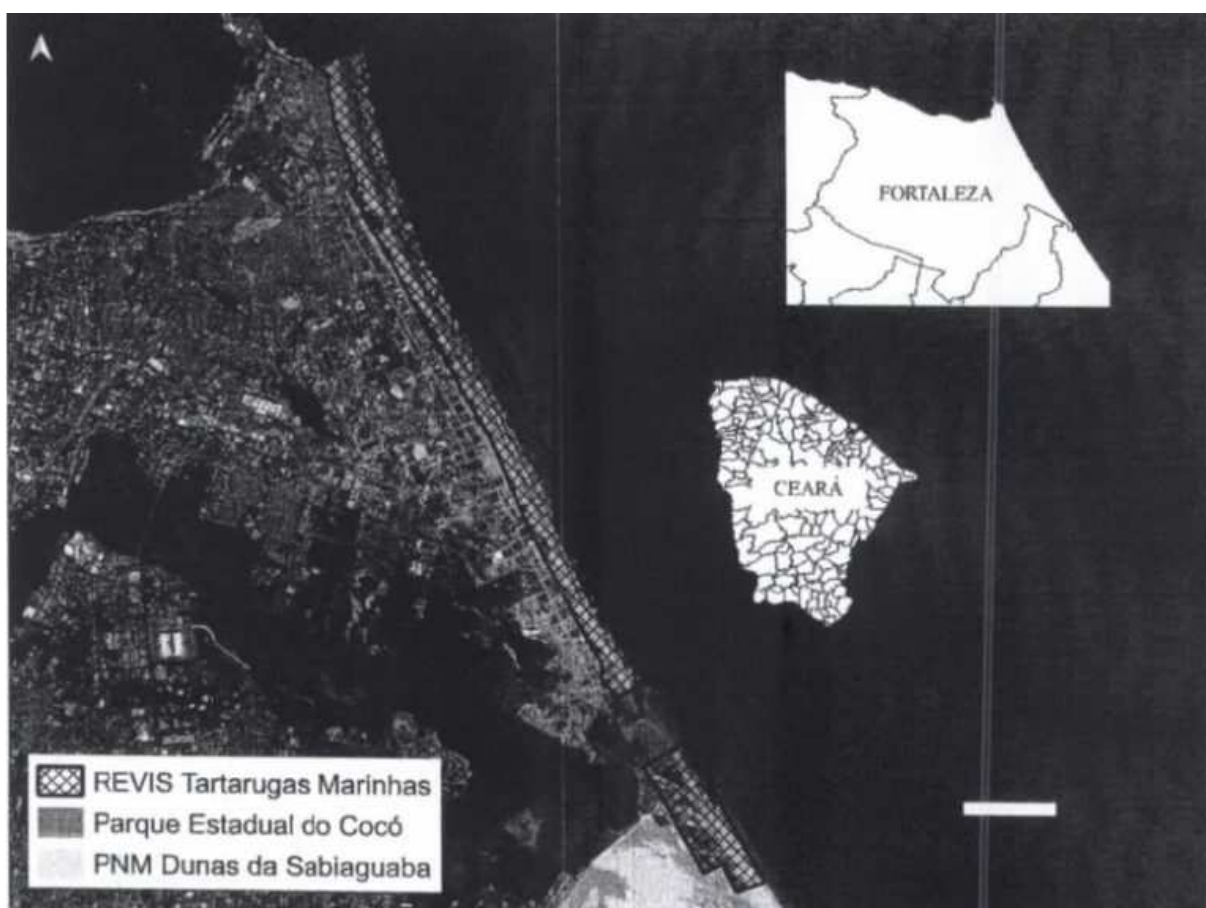 FORTALEZA
CEARÁ
REVIS Tartarugas Marinhas
Parque Estadual do Cocó
PNM Dunas da Sabiaguaba